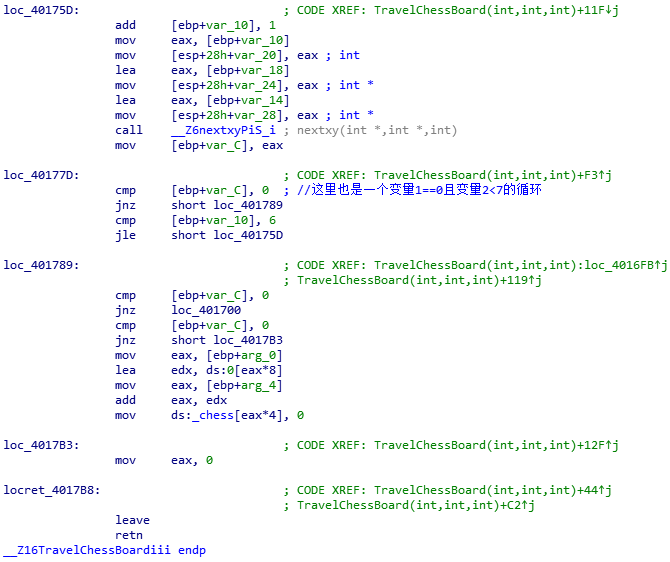 loc_40175D: ; CODE XREF: TravelChessBoard(int,int,int)+11F↓j
add [ebp+var_10], 1
mov eax, [ebp+var_10]
mov [esp+28h+var_20], eax ; int
lea eax, [ebp+var_18]
mov [esp+28h+var_24], eax ; int *
lea eax, [ebp+var_14]
mov [esp+28h+var_28], eax ; int *
call __Z6nextxyPiS_i ; nextxy(int *,int *,int)
mov [ebp+var_C], eax
loc_40177D: ; CODE XREF: TravelChessBoard(int,int,int)+F3↑j
cmp [ebp+var_C], 0 ; //这里也是一个变量1==0且变量2<7的循环
jnz short loc_401789
cmp [ebp+var_10], 6
jle short loc_40175D
loc_401789: ; CODE XREF: TravelChessBoard(int,int,int):loc_4016FB↑j
; TravelChessBoard(int,int,int)+119↑j
cmp [ebp+var_C], 0
jnz loc_401700
cmp [ebp+var_C], 0
jnz short loc_4017B3
mov eax, [ebp+arg_0]
lea edx, ds:0[eax*8]
mov eax, [ebp+arg_4]
add eax, edx
mov ds:_chess[eax*4], 0
loc_4017B3: ; CODE XREF: TravelChessBoard(int,int,int)+12F↑j
mov eax, 0
locret_4017B8: ; CODE XREF: TravelChessBoard(int,int,int)+44↑j
; TravelChessBoard(int,int,int)+C2↑j
leave
retn
__Z16TravelChessBoardiii endp